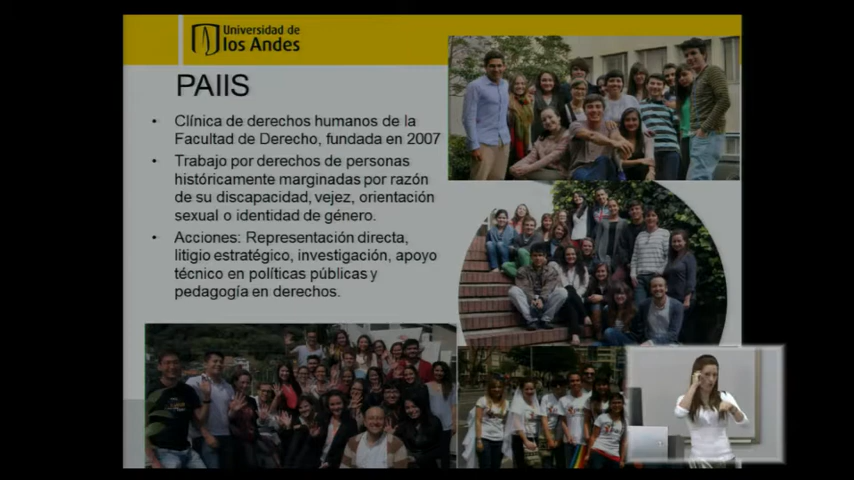 Universidad de
los Andes
PAIIS
• Clínica de derechos humanos de la
Facultad de Derecho, fundada en 2007
• Trabajo por derechos de personas
históricamente marginadas por razón
de su discapacidad, vejez, orientación
sexual o identidad de género.
• Acciones: Representación directa,
litigio estratégico, investigación, apoyo
técnico en políticas públicas y
pedagogía en derechos.